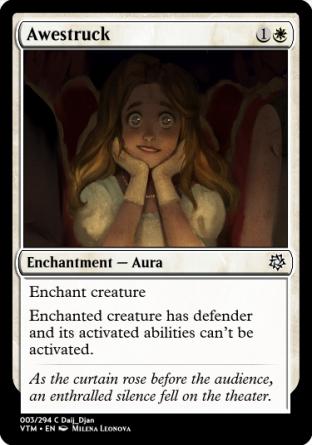 Awestruck 1
Enchantment — Aura
Enchant creature
Enchanted creature has defender
and its activated abilities can't be
activated.
As the curtain rose before the audience,
an enthralled silence fell on the theater.
003/294 C Daij_Djan
VTM • EN Milena Leonova